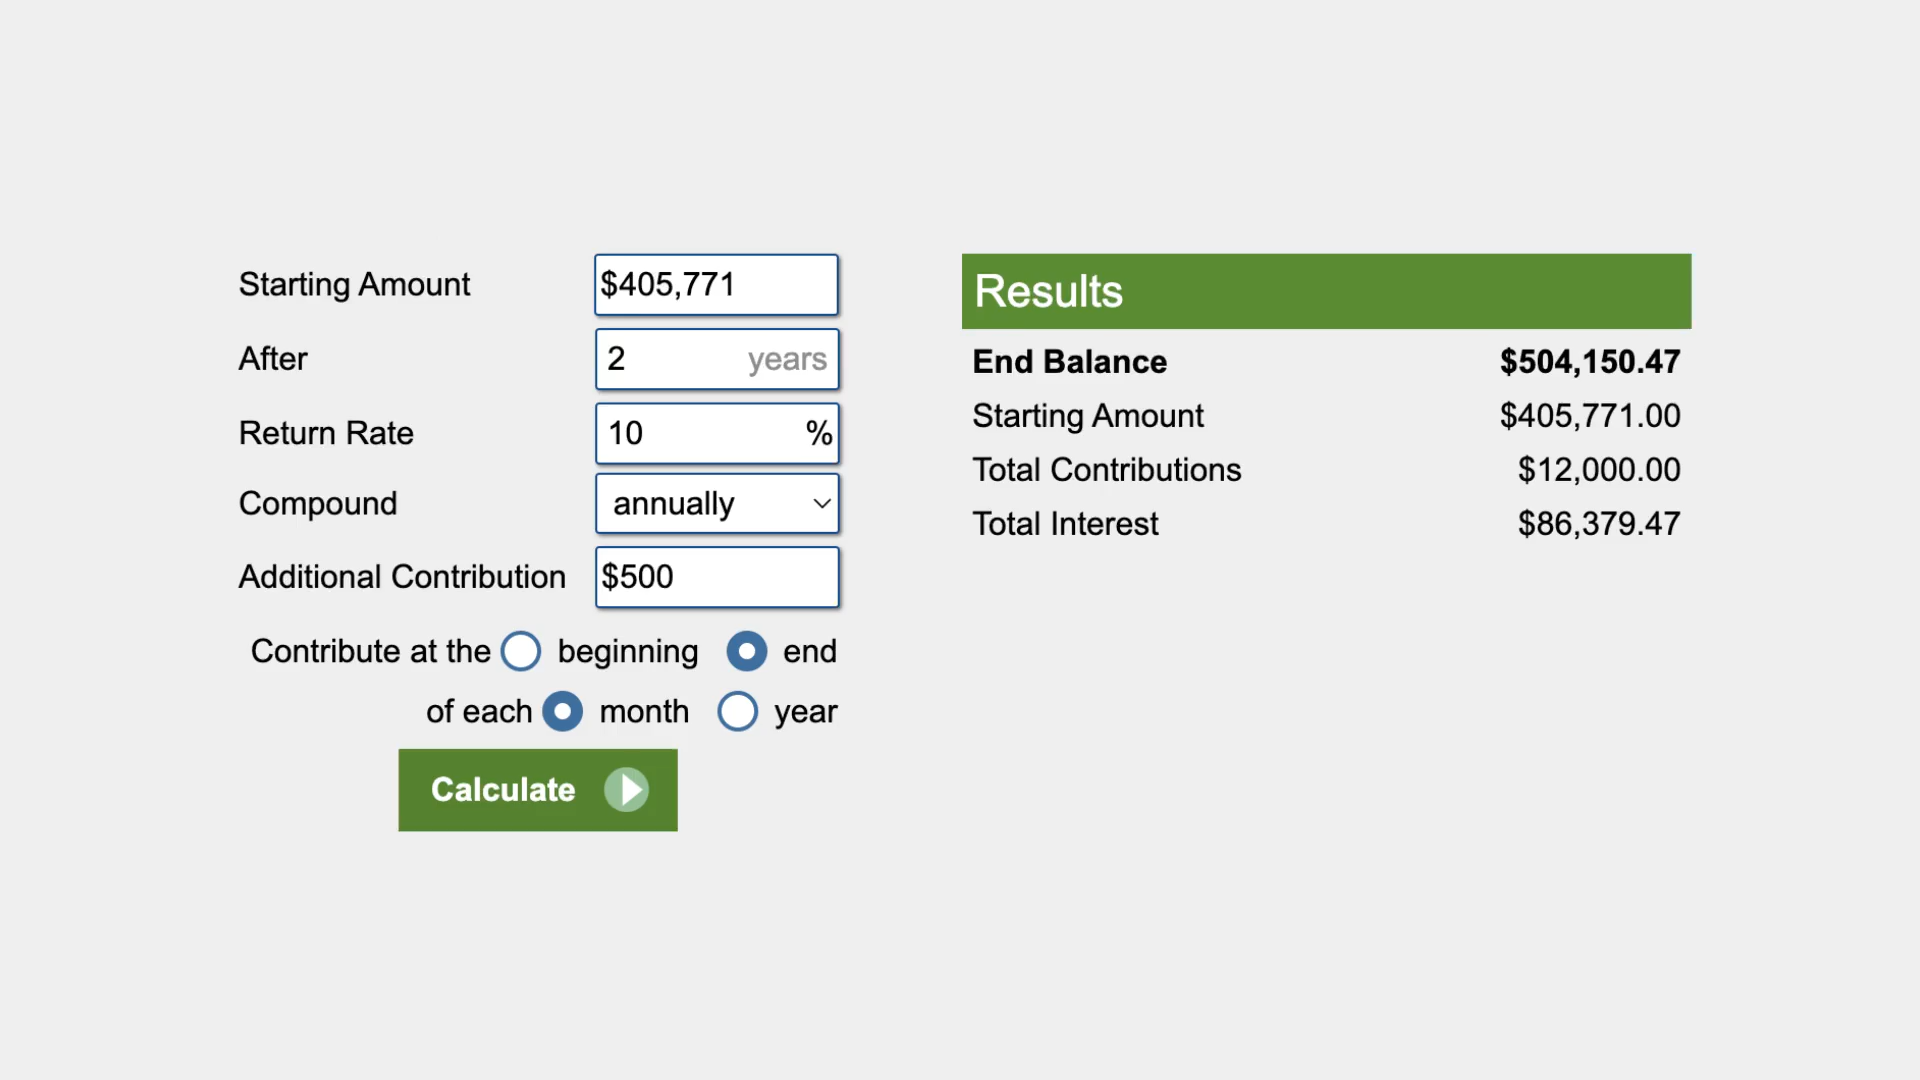 Starting Amount $405,771
After 2 years
Return Rate 10 %
Compound annually
Additional Contribution $500
Contribute at the beginning end
of each month year
Calculate
Results
End Balance $504,150.47
Starting Amount $405,771.00
Total Contributions $12,000.00
Total Interest $86,379.47